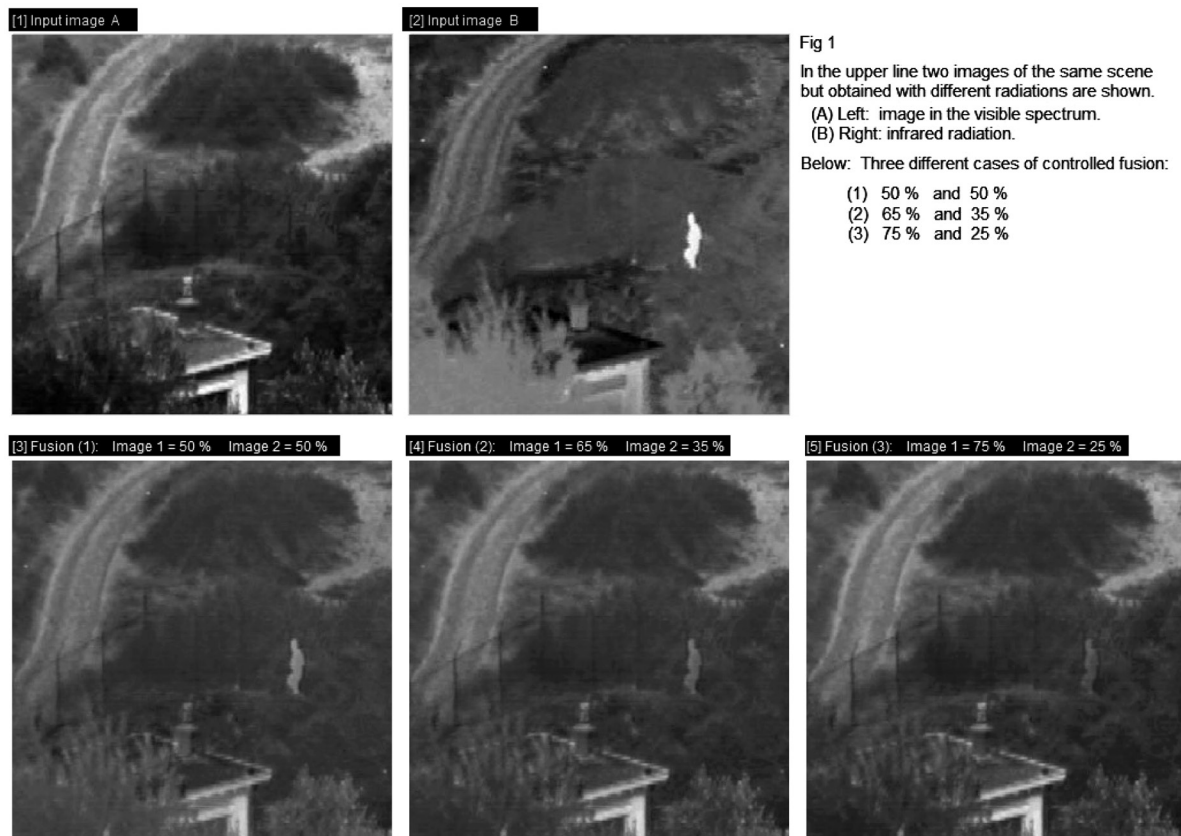 [1] Input image A
[2] Input image B
Fig 1
In the upper line two images of the same scene
but obtained with different radiations are shown.
(A) Left: image in the visible spectrum.
(B) Right: infrared radiation.
Below: Three different cases of controlled fusion:
(1) 50 % and 50 %
(2) 65 % and 35 %
(3) 75 % and 25 %
[3] Fusion (1): Image 1 = 50 % Image 2 = 50 %
[4] Fusion (2): Image 1 = 65 % Image 2 = 35 %
[5] Fusion (3): Image 1 = 75 % Image 2 = 25 %